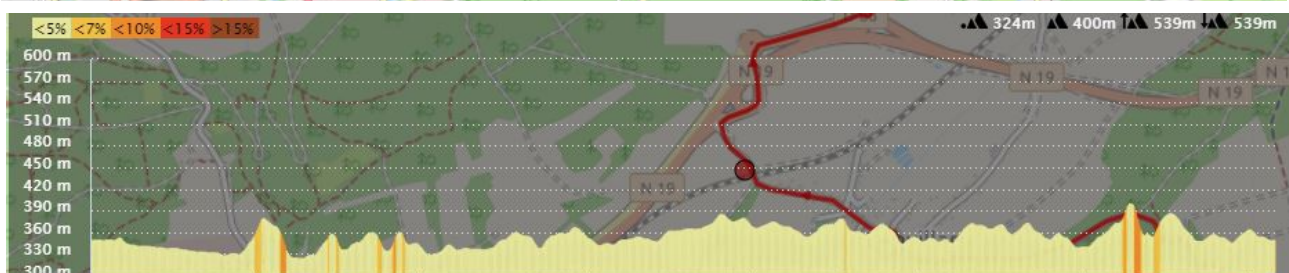 <5% <7% <10% <15% >15%
324m 400m 539m 539m
600 m
570 m
540 m
510 m
480 m
450 m
420 m
390 m
360 m
330 m
300 m
N 19
N 19
N 19
N 19